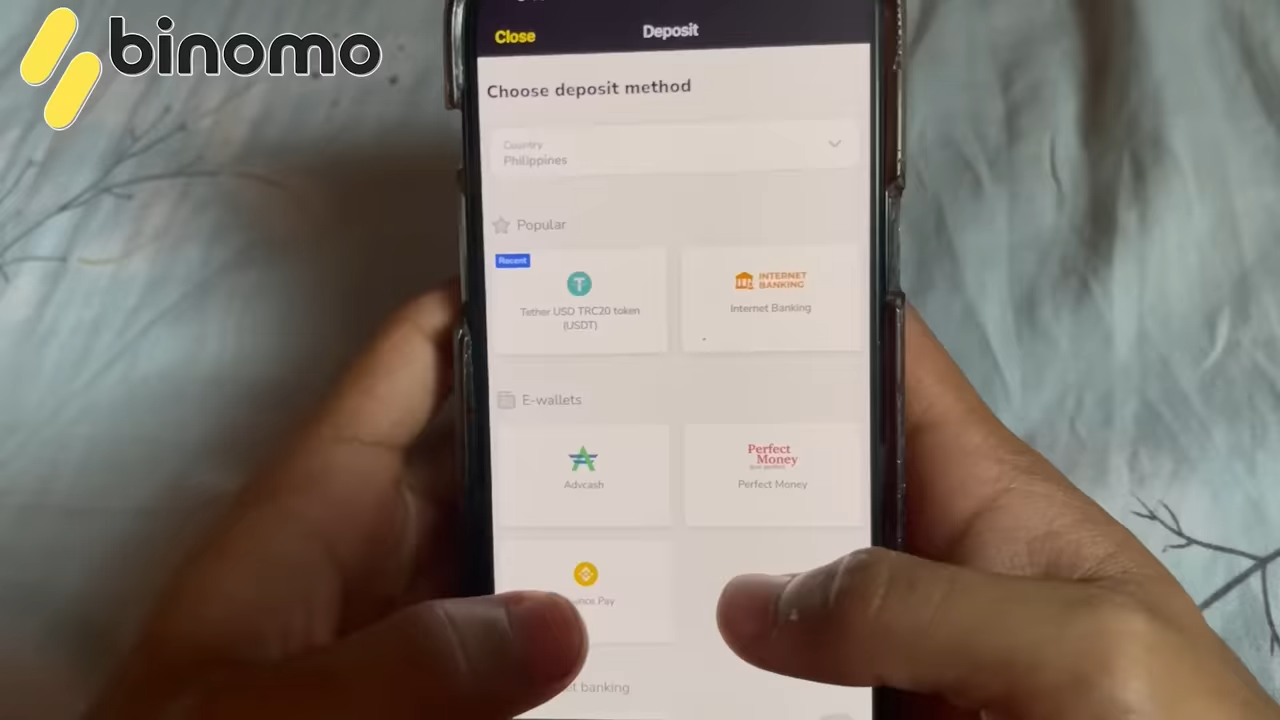 binomo
Close
Deposit
Choose deposit method
Country
Philippines
Popular
Recent
Tether USD TRC20 token
(USDT)
INTERNET
BANKING
Internet Banking
E-wallets
Advcash
Perfect
Money
Perfect Money
Pay
banking